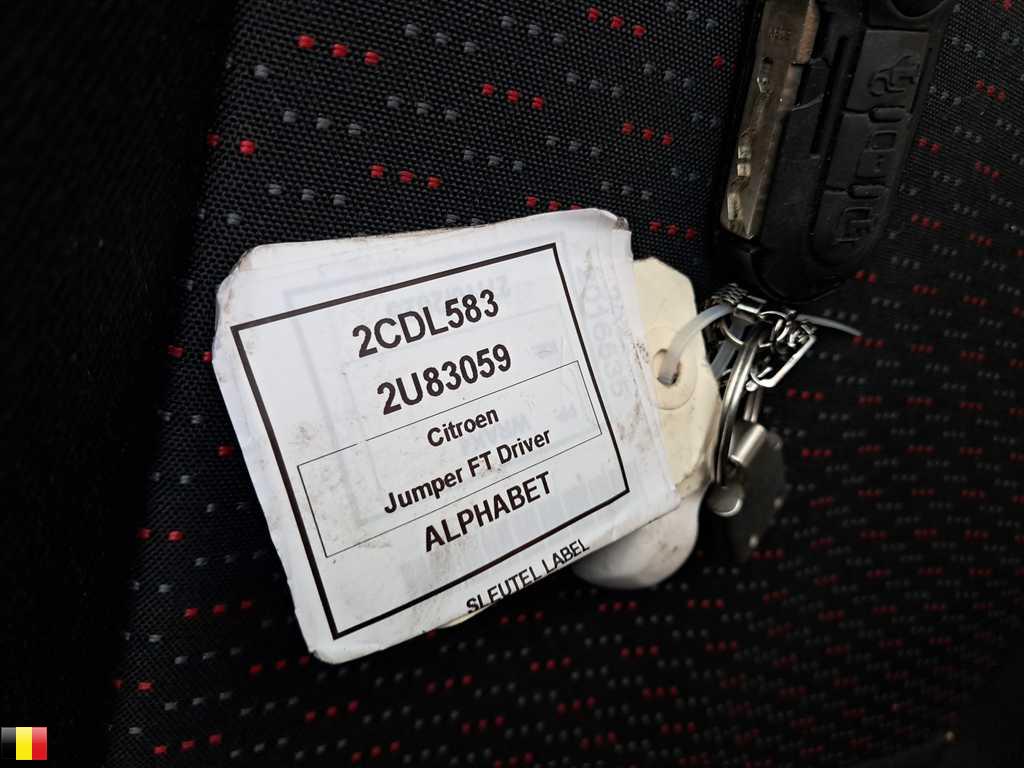 2CDL583
2U83059
Citroen
Jumper FT Driver
ALPHABET
SLEUTEL LABEL